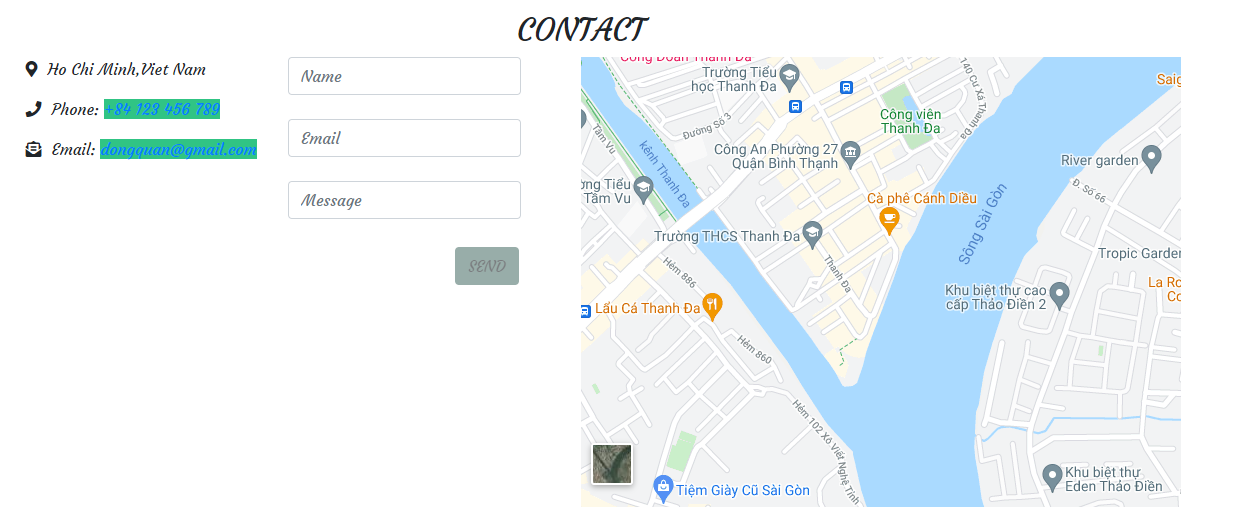 CONTACT
Ho Chi Minh,Viet Nam
Phone: +84 123 456 789
Email: dongquan@gmail.com
Name
Email
Message
SEND
Công Đoàn Thanh Đa
Trường Tiểu
học Thanh Đa
140 Cư Xá Thanh Đa
Saig
Công viên
Thanh Đa
Đường Số 3
Tầm Vu
kênh Thanh Đa
Công An Phường 27
Quận Bình Thạnh
River garden
Đ. Số 66
ờng Tiểu
Tầm Vu
Cà phê Cánh Diều
Sông Sài Gòn
Trường THCS Thanh Đa
Tropic Garden
Hẻm 886
Thanh Đa
Khu biệt thự cao
cấp Thảo Điền 2
La Ro
Co
Lẩu Cá Thanh Đa
Hẻm 860
Hẻm 102 Xô Viết Nghệ Tĩnh
Khu biệt thự
Eden Thảo Điền
Tiệm Giày Cũ Sài Gòn